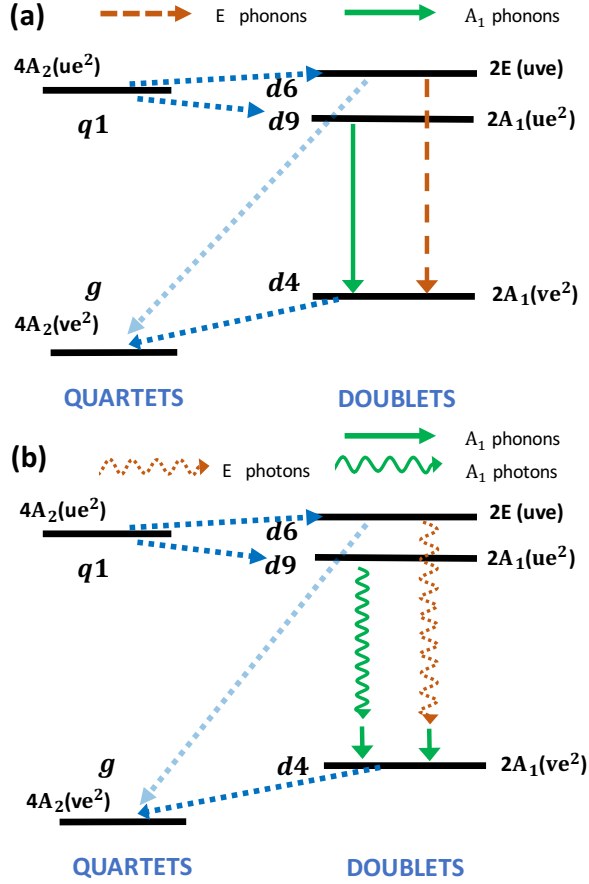 (a)
E phonons
A₁ phonons
4A₂(ue²)
2E (uve)
d6
d9
2A₁(ue²)
q1
g
d4
4A₂(ve²)
2A₁(ve²)
QUARTETS
DOUBLETS
(b)
A₁ phonons
E photons
A₁ photons
4A₂(ue²)
2E (uve)
d6
q1
d9
2A₁(ue²)
g
d4
2A₁(ve²)
4A₂(ve²)
QUARTETS
DOUBLETS